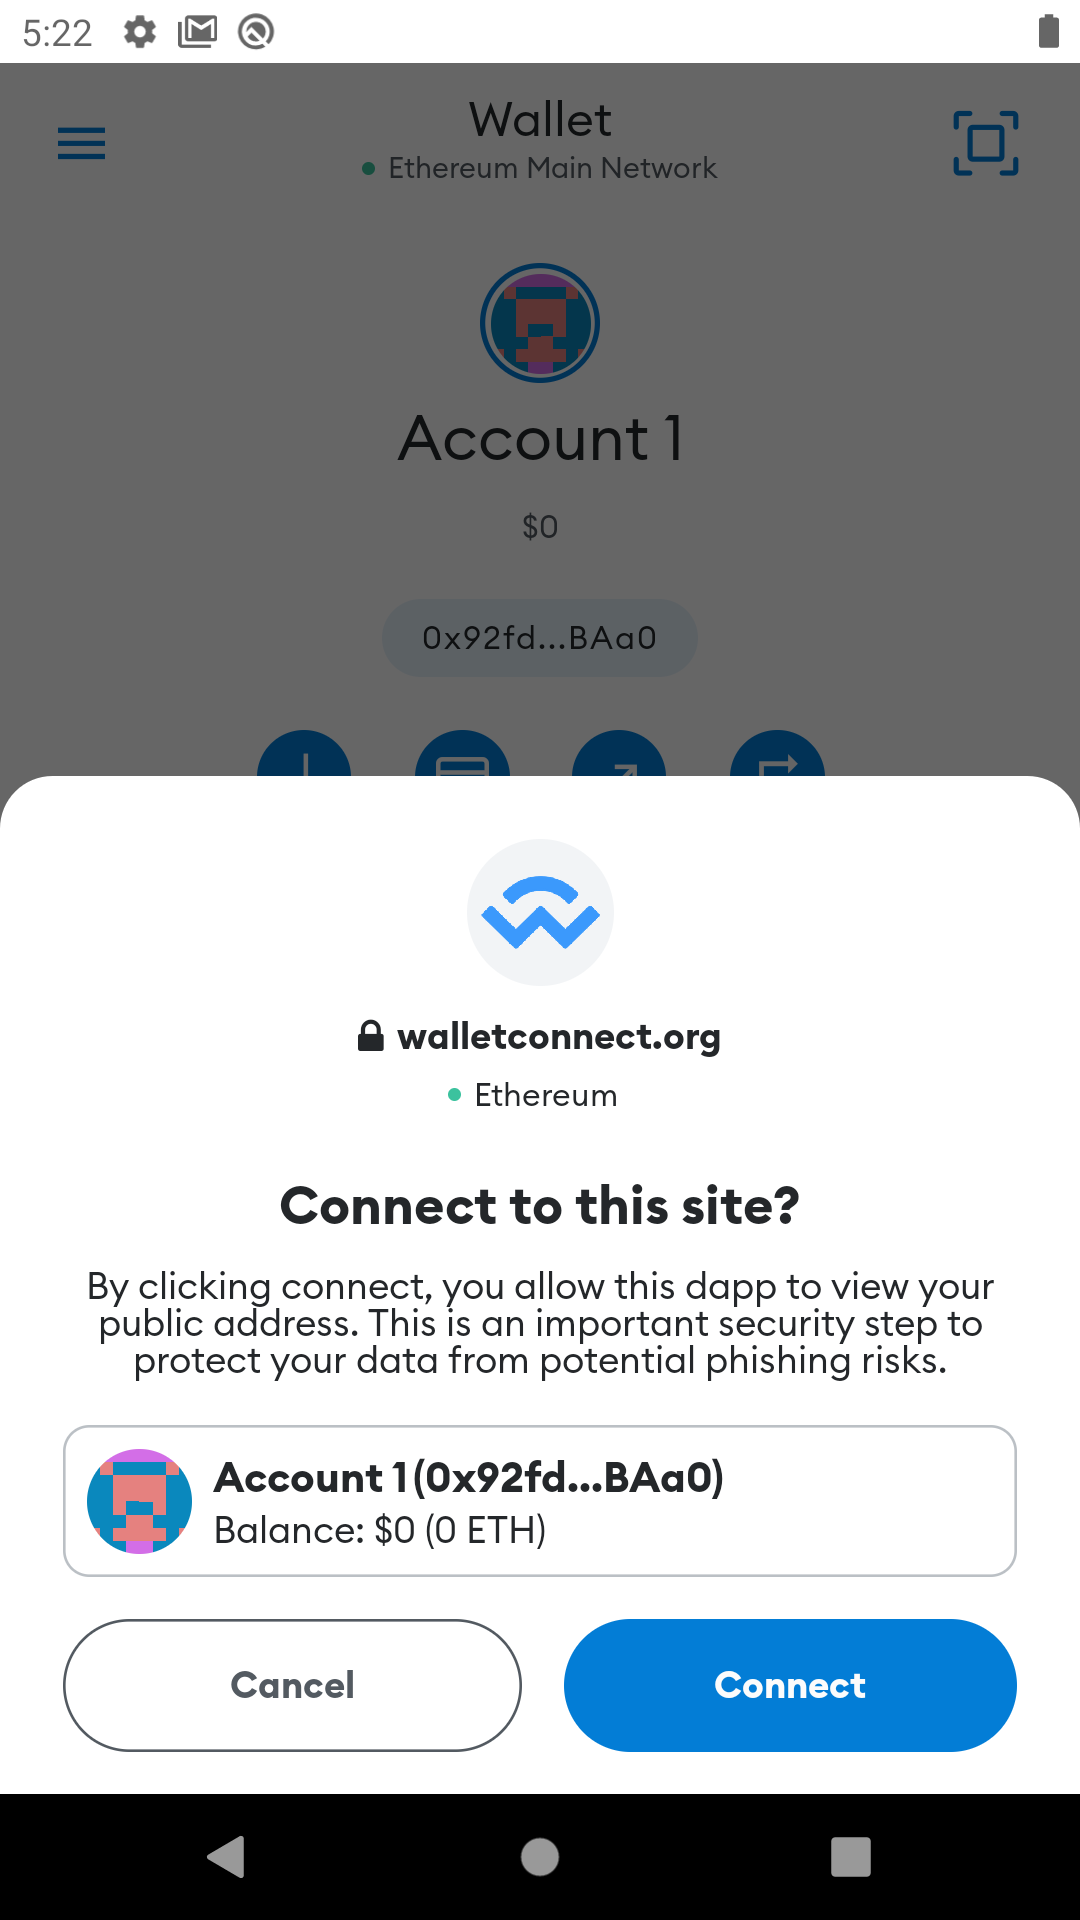 5:22
Wallet
Ethereum Main Network
Account 1
$0
0x92fd...BAa0
walletconnect.org
Ethereum
Connect to this site?
By clicking connect, you allow this dapp to view your
public address. This is an important security step to
protect your data from potential phishing risks.
Account 1 (0x92fd...BAa0)
Balance: $0 (0 ETH)
Cancel
Connect